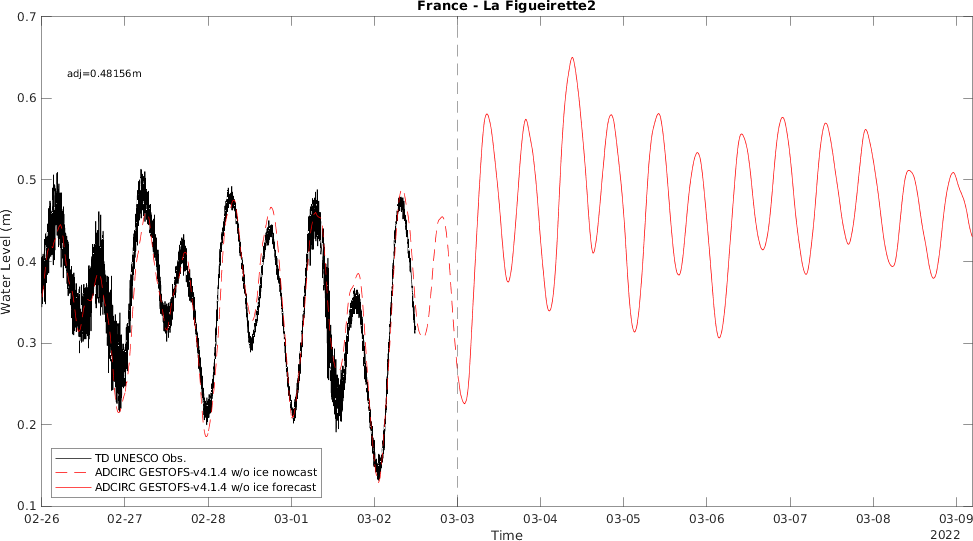 France - La Figueirette2
adj=0.48156m
Water Level (m)
0.7
0.6
0.5
0.4
0.3
0.2
0.1
TD UNESCO Obs.
ADCIRC GESTOFS-v4.1.4 w/o ice nowcast
ADCIRC GESTOFS-v4.1.4 w/o ice forecast
02-26 02-27 02-28 03-01 03-02 03-03 03-04 03-05 03-06 03-07 03-08 03-09
Time
2022